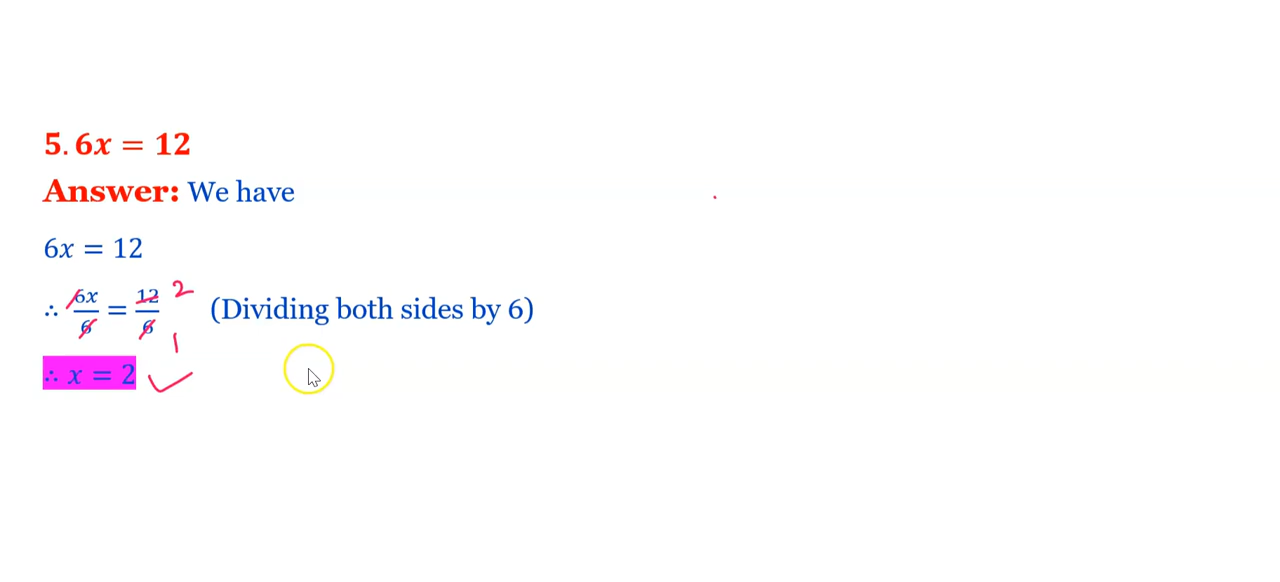 5. 6x = 12
Answer: We have
6x = 12
∴ 6x/6 = 12/6 2 1 (Dividing both sides by 6)
∴ x = 2 ✓